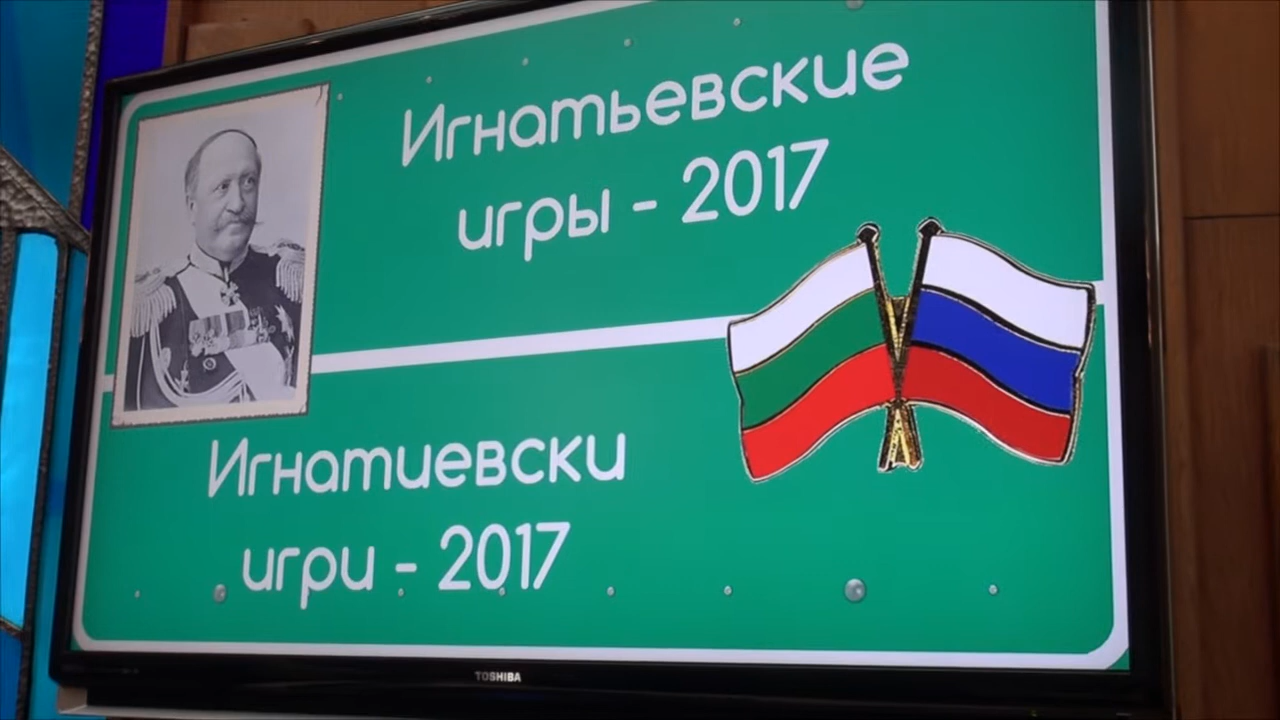 Игнатьевские
игры - 2017
Игнатиевски
игри - 2017
TOSHIBA